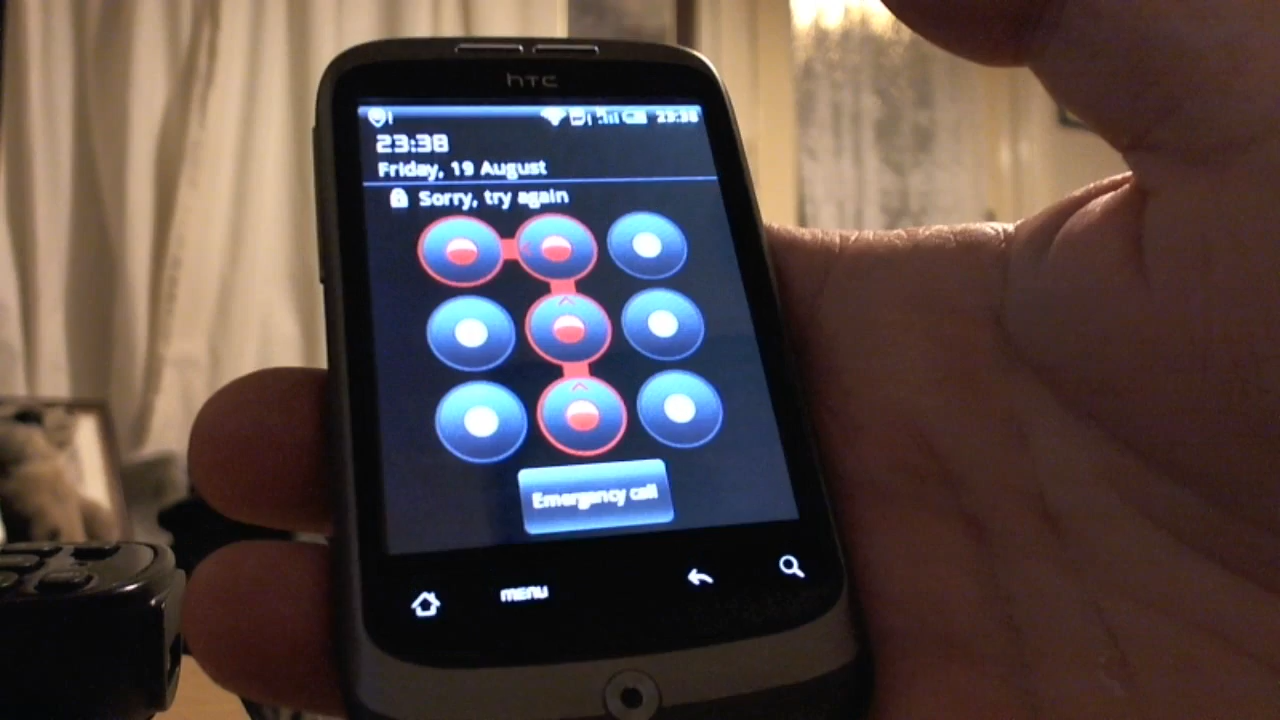 htc
23:38
23:38
Friday, 19 August
Sorry, try again
Emergency call
menu